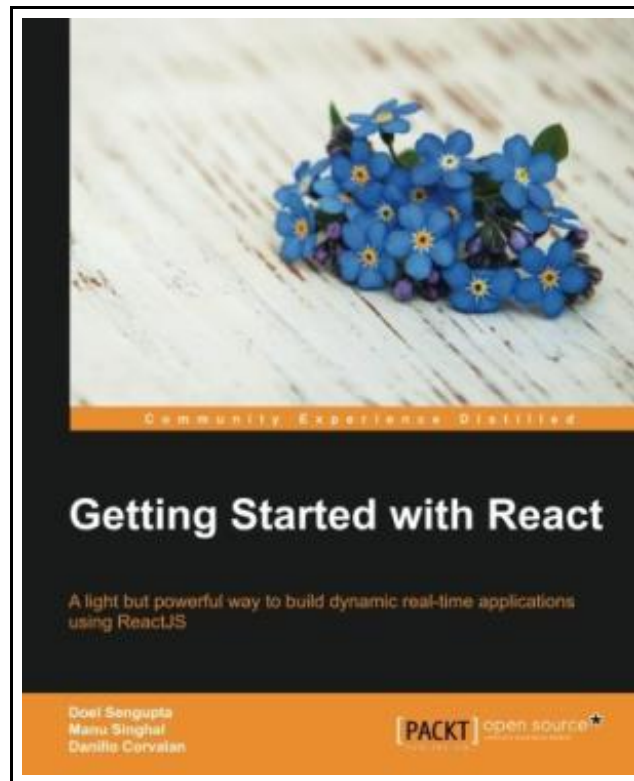 Community Experience Distilled
Getting Started with React
A light but powerful way to build dynamic real-time applications
using ReactJS
Doel Sengupta
Manu Singhal
Danillo Corvalan
[PACKT] open source*